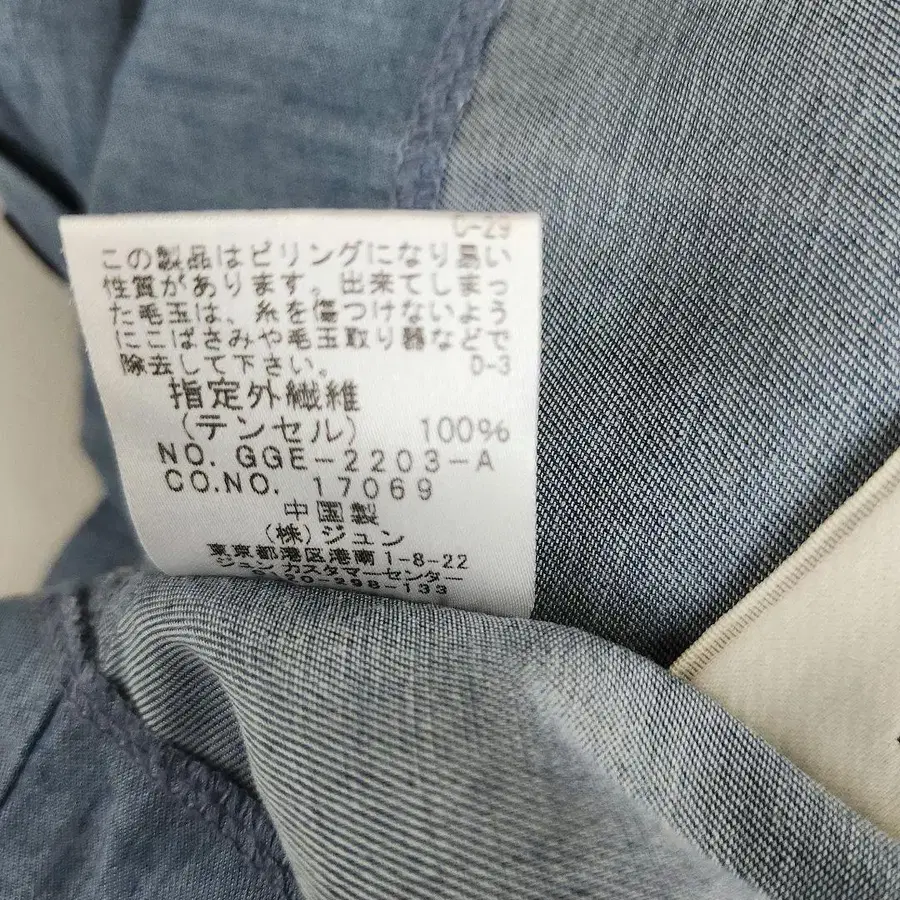 C-29
この製品はピリングになり易い
性質があります。出来てしまっ
た毛玉は、糸を傷つけないよう
ににこばさみや毛玉取り器などで
除去して下さい。 D-3
指定外繊維
(テンセル) 100%
NO. GGE-2203-A
CO.NO. 17069
中国製
(株)ジュン
東京都港区港南1-8-22
ジュンカスタマーセンター